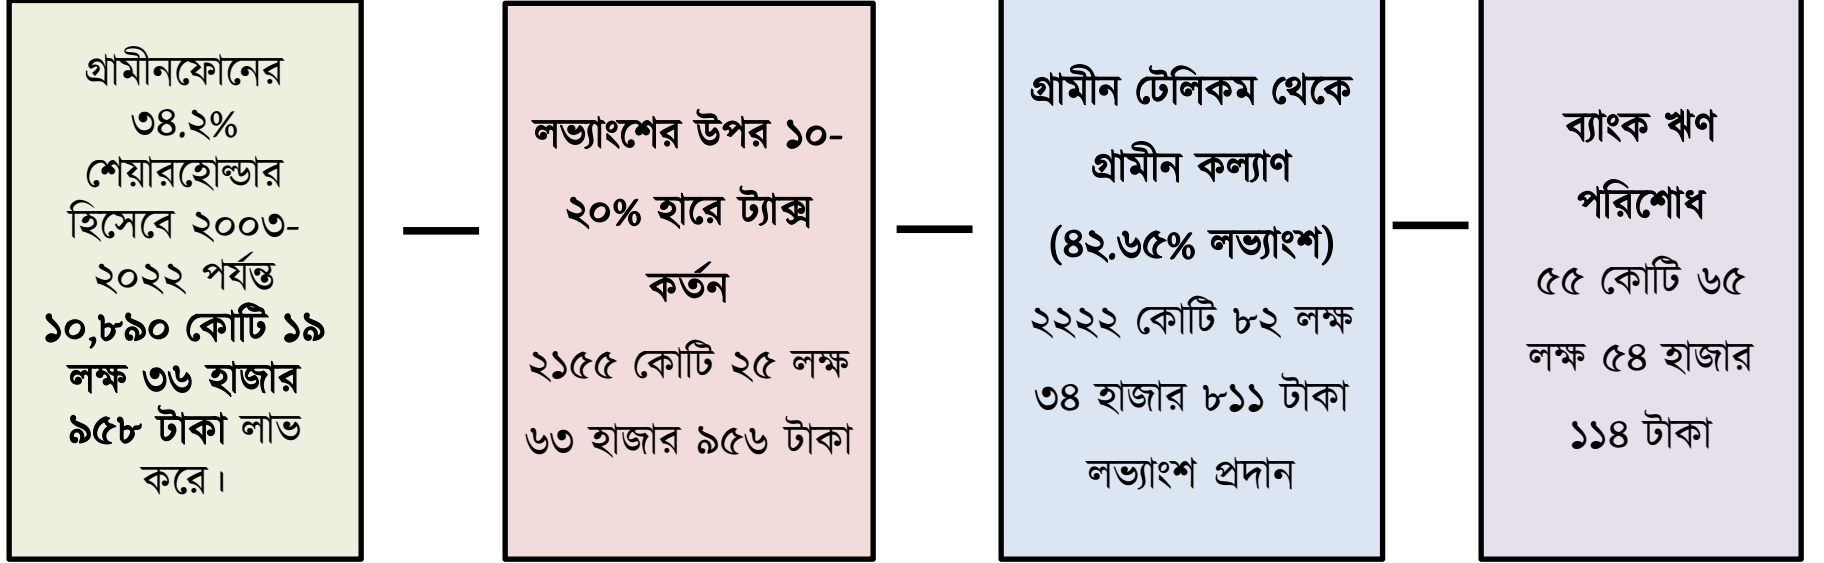 গ্রামীনফোনের
৩৪.২%
শেয়ারহোল্ডার
হিসেবে ২০০৩-
২০২২ পর্যন্ত
১০,৮৯০ কোটি ১৯
লক্ষ ৩৬ হাজার
৯৫৮ টাকা লাভ
করে।
লভ্যাংশের উপর ১০-
২০% হারে ট্যাক্স
কর্তন
২১৫৫ কোটি ২৫ লক্ষ
৬৩ হাজার ৯৫৬ টাকা
গ্রামীন টেলিকম থেকে
গ্রামীন কল্যাণ
(৪২.৬৫% লভ্যাংশ)
২২২২ কোটি ৮২ লক্ষ
৩৪ হাজার ৮১১ টাকা
লভ্যাংশ প্রদান
ব্যাংক ঋণ
পরিশোধ
৫৫ কোটি ৬৫
লক্ষ ৫৪ হাজার
১১৪ টাকা